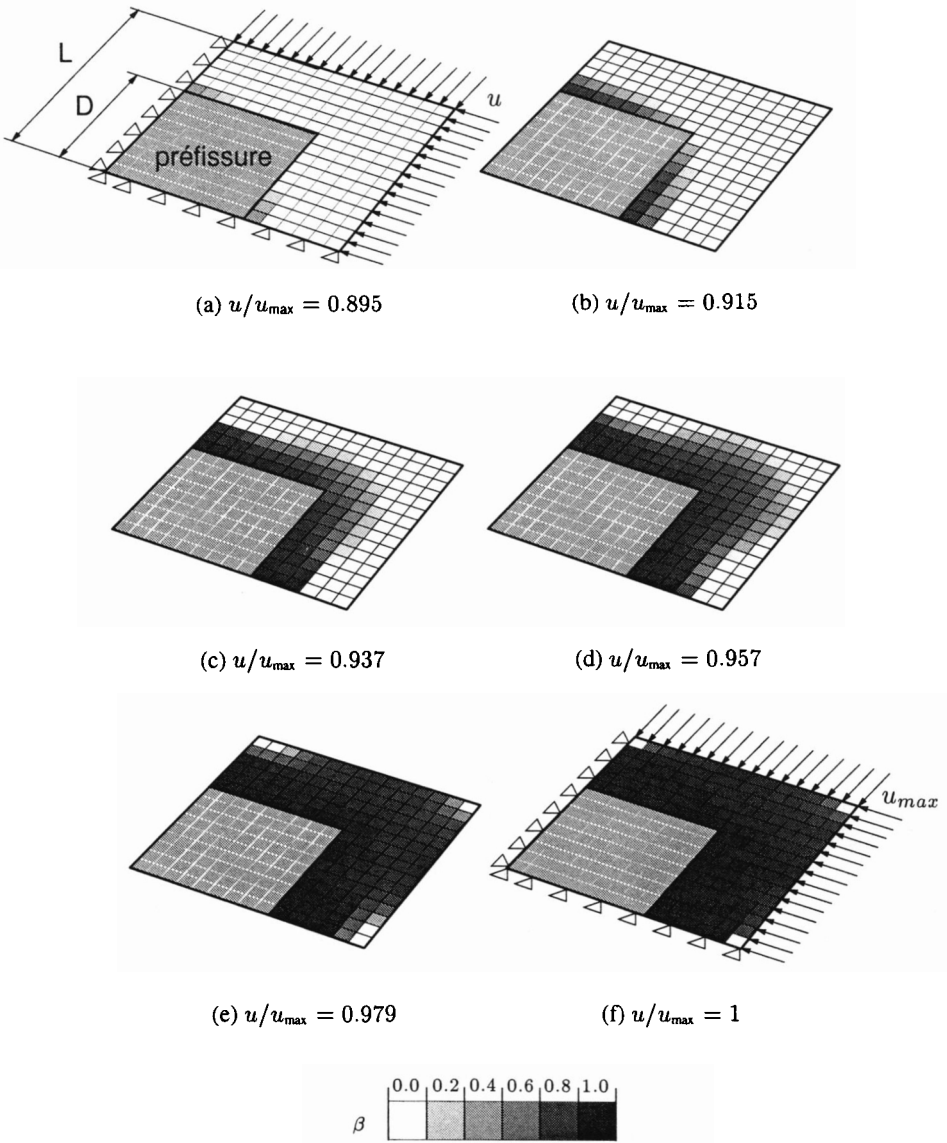 L
D
u
préfissure
(a) u/u_max = 0.895
(b) u/u_max = 0.915
(c) u/u_max = 0.937
(d) u/u_max = 0.957
u_max
(e) u/u_max = 0.979
(f) u/u_max = 1
0.0 0.2 0.4 0.6 0.8 1.0
β